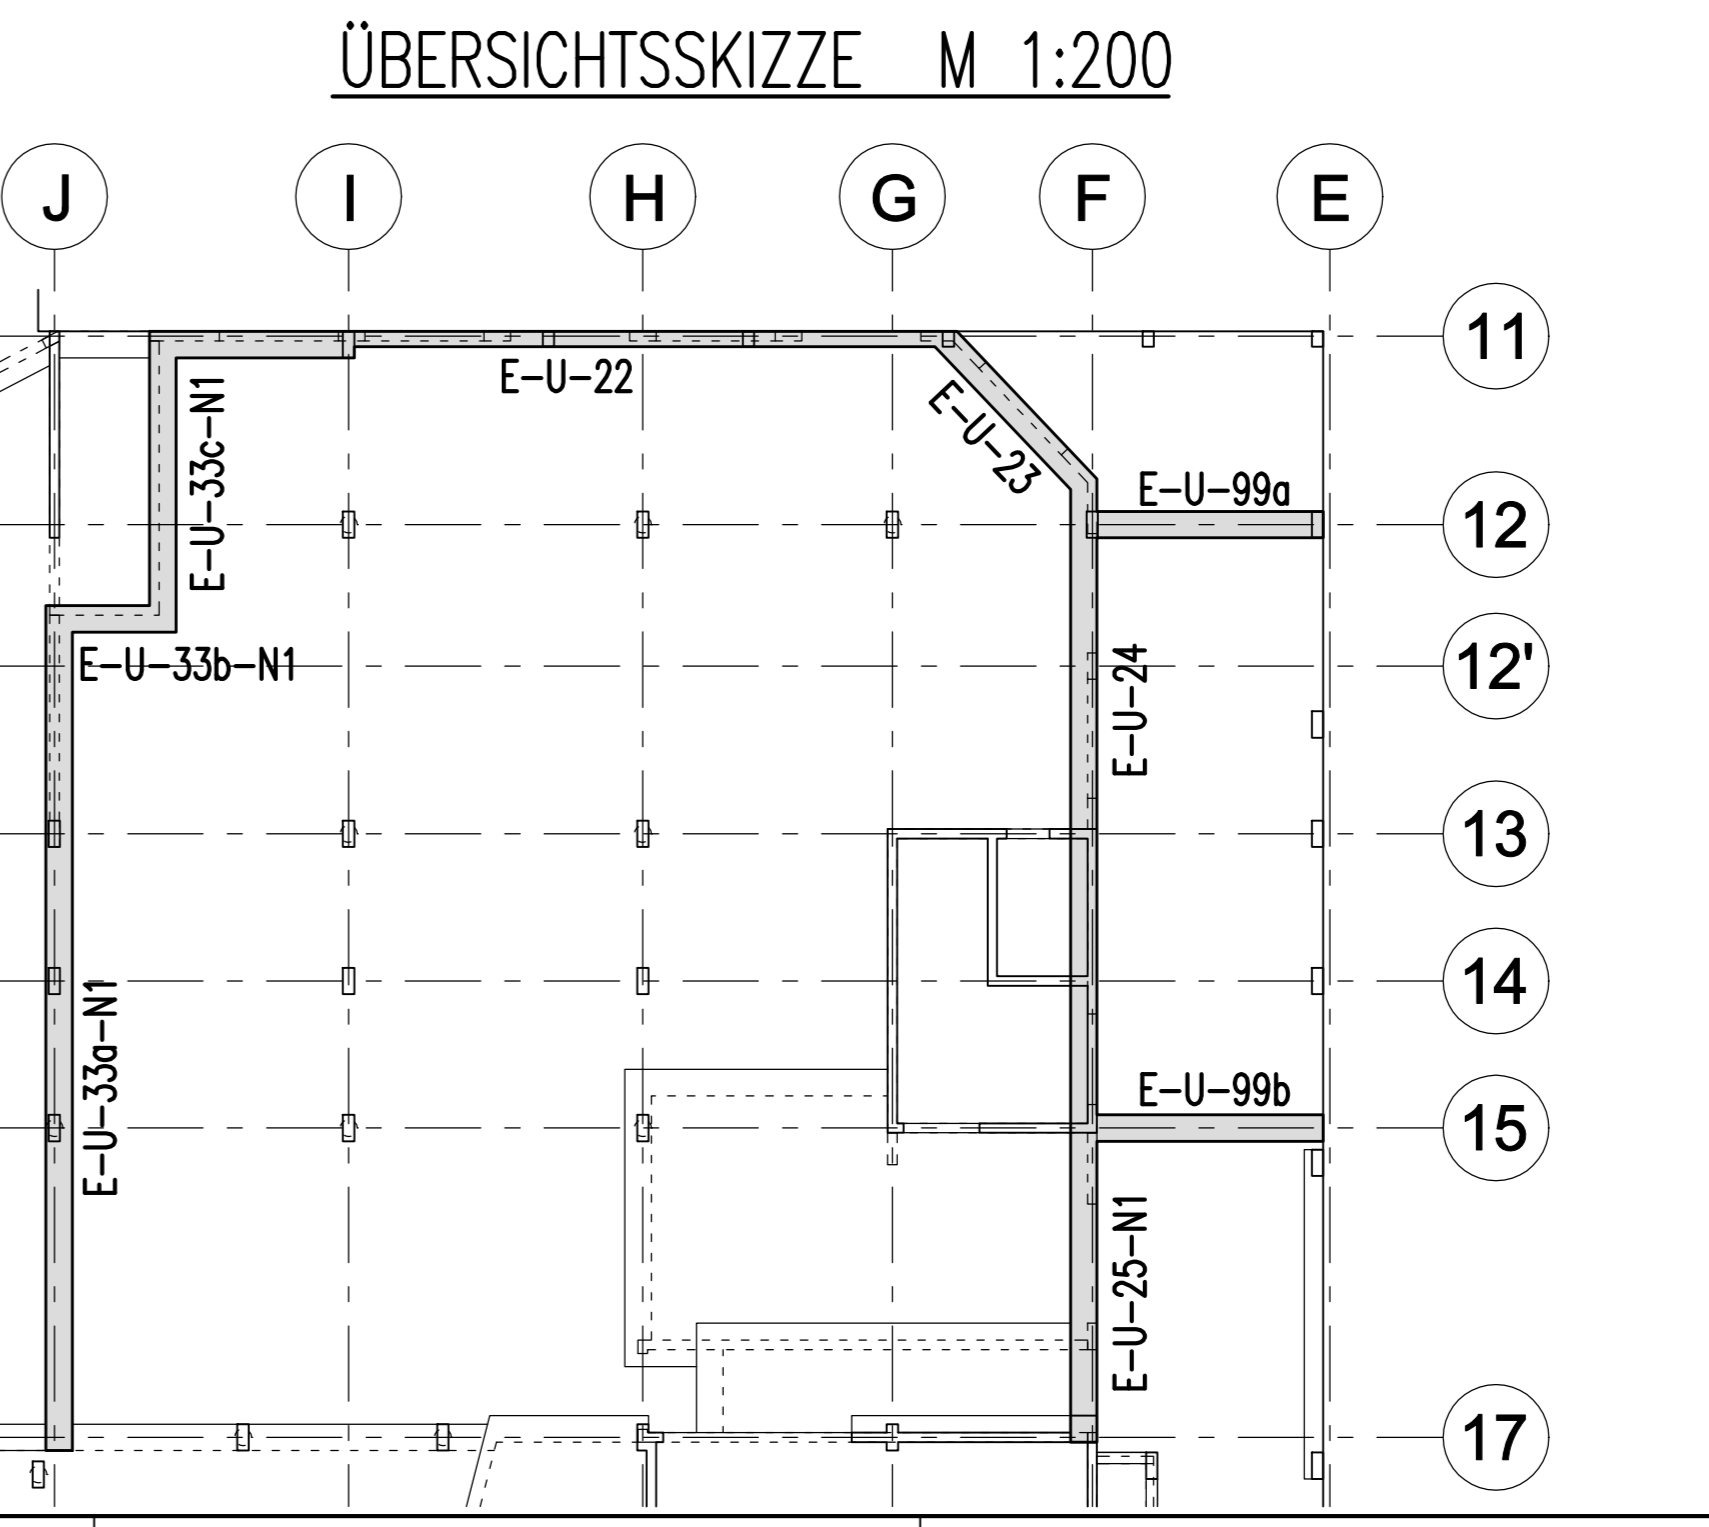 ÜBERSICHTSSKIZZE M 1:200
J I H G F E
11
E-U-22
E-U-33c-N1
E-U-23
E-U-99a
12
E-U-33b-N1
E-U-24
12'
13
14
E-U-33a-N1
E-U-99b
15
E-U-25-N1
17